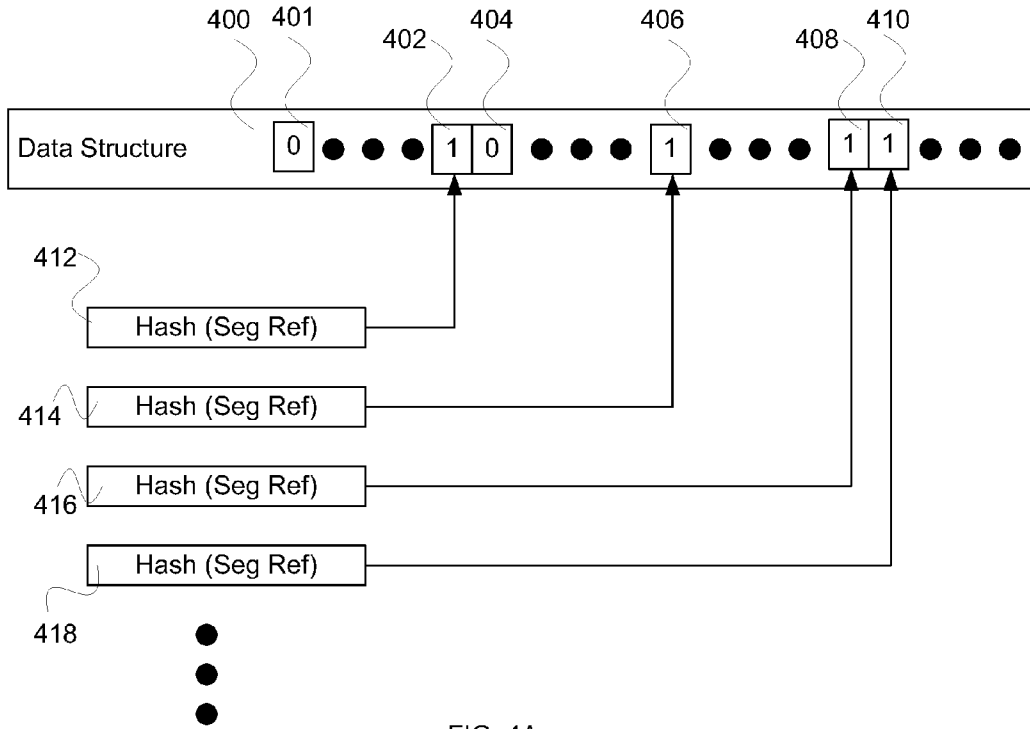 400 401 402 404 406 408 410
Data Structure 0 1 0 1 1 1
412
Hash (Seg Ref)
414 Hash (Seg Ref)
416 Hash (Seg Ref)
Hash (Seg Ref)
418